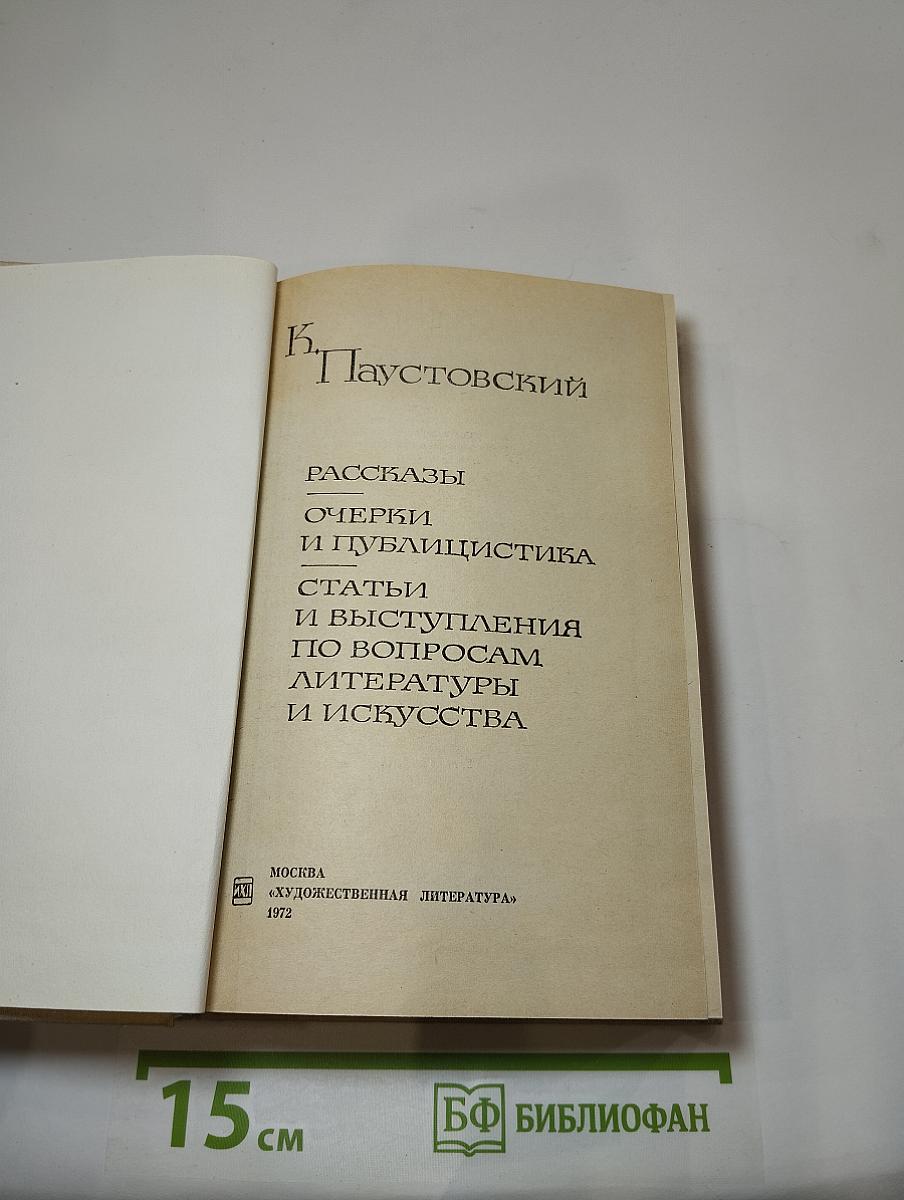 К. Паустовский
РАССКАЗЫ
ОЧЕРКИ
И ПУБЛИЦИСТИКА
СТАТЬИ
И ВЫСТУПЛЕНИЯ
ПО ВОПРОСАМ
ЛИТЕРАТУРЫ
И ИСКУССТВА
МОСКВА
«ХУДОЖЕСТВЕННАЯ ЛИТЕРАТУРА»
1972
15 см
БФ БИБЛИОФАН